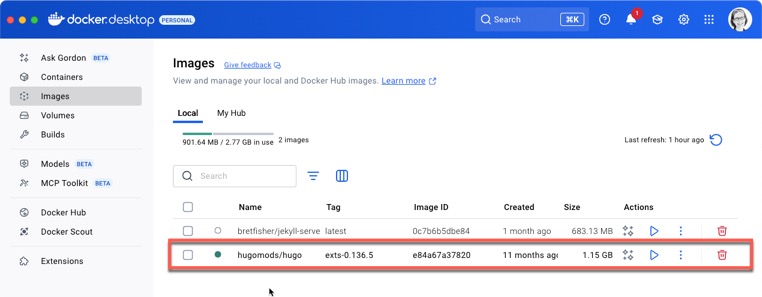 docker.desktop PERSONAL
Search ⌘K
1
Ask Gordon BETA
Containers
Images
Volumes
Builds
Models BETA
MCP Toolkit BETA
Docker Hub
Docker Scout
Extensions
Images Give feedback
View and manage your local and Docker Hub images. Learn more
Local My Hub
901.64 MB / 2.77 GB in use 2 images
Last refresh: 1 hour ago
Search
Name Tag Image ID Created Size Actions
bretfisher/jekyll-serve latest 0c7b6b5dbe84 1 month ago 683.13 MB
hugomods/hugo exts-0.136.5 e84a67a37820 11 months agc 1.15 GB